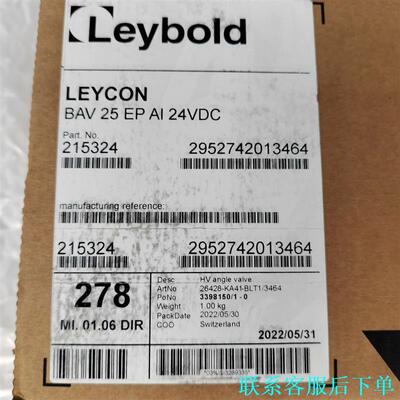 Leybold
LEYCON
BAV 25 EP AI 24VDC
Part. No.
215324 2952742013464
manufacturing reference:
215324 2952742013464
278
MI. 01.06 DIR
Desc : HV angle valve
ArtNo : 26428-KA41-BLT1/3464
PoNo : 3398150/1 - 0
Weight : 1.00 kg
PackDate : 2022/05/30
COO : Switzerland
2022/05/31
联系客服后下单